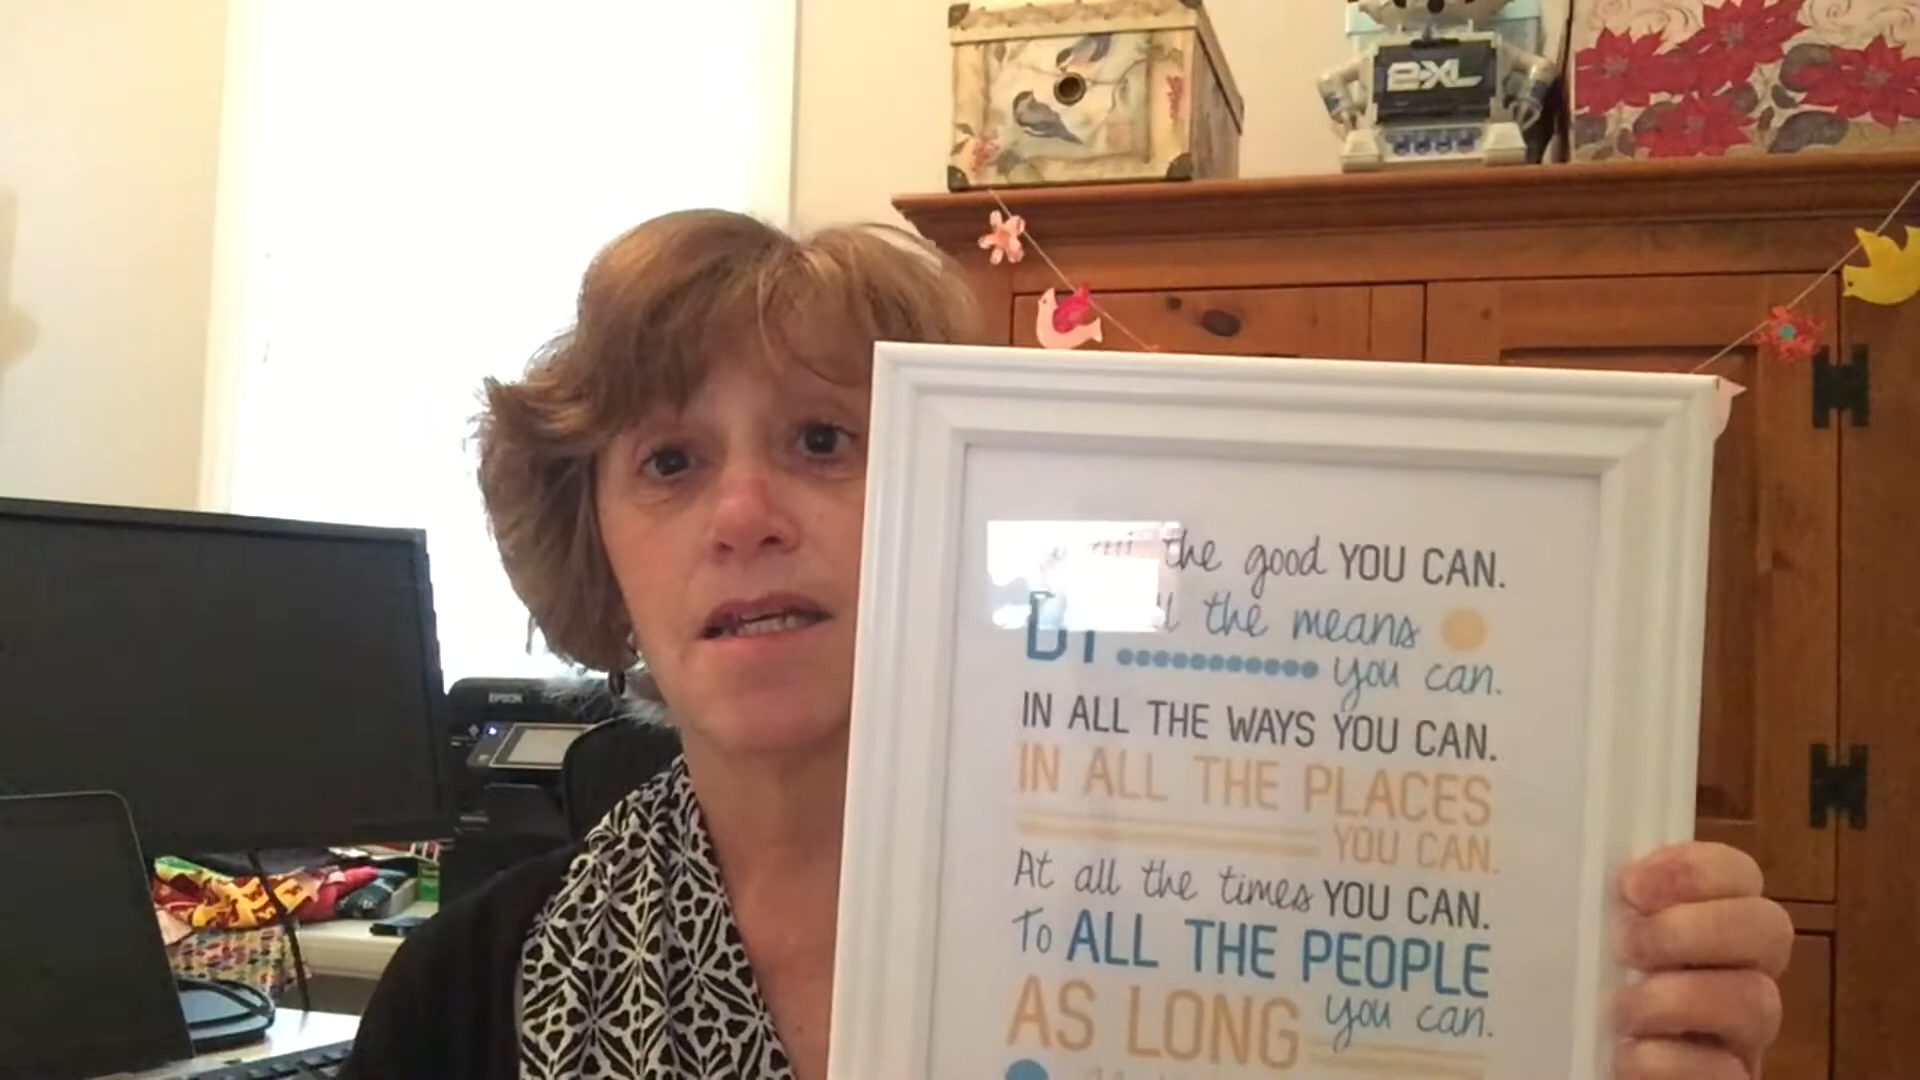 2-XL
EPSON
the good YOU CAN.
the means
you can.
IN ALL THE WAYS YOU CAN.
IN ALL THE PLACES
YOU CAN.
At all the times YOU CAN.
To ALL THE PEOPLE
you can.
AS LONG